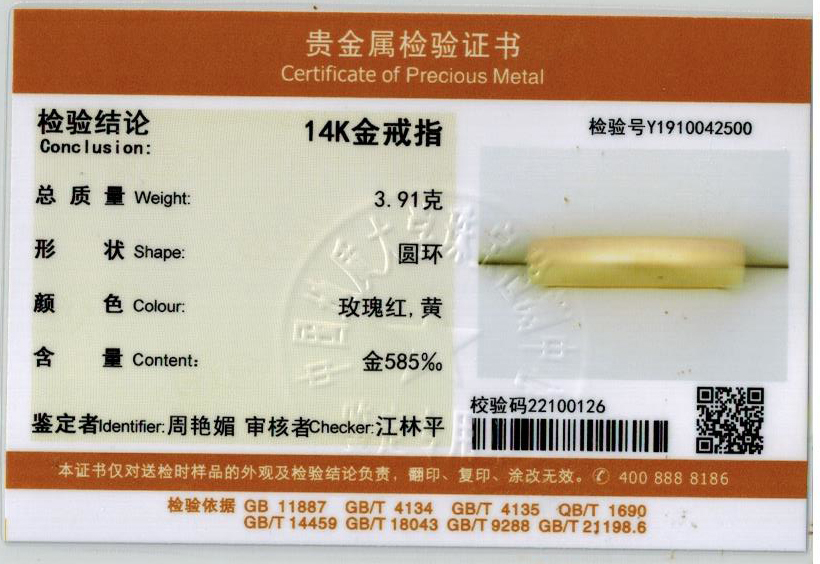 贵金属检验证书
Certificate of Precious Metal
检验结论
Conclusion:
14K金戒指
总质量 Weight: 3.91克
形状 Shape: 圆环
颜色 Colour: 玫瑰红,黄
含量 Content: 金585‰
鉴定者Identifier:周艳媚 审核者Checker:江林平
检验号Y1910042500
校验码22100126
本证书仅对送检时样品的外观及检验结论负责，翻印、复印、涂改无效。✆ 400 888 8186
检验依据 GB 11887 GB/T 4134 GB/T 4135 QB/T 1690
GB/T 14459 GB/T 18043 GB/T 9288 GB/T 21198.6